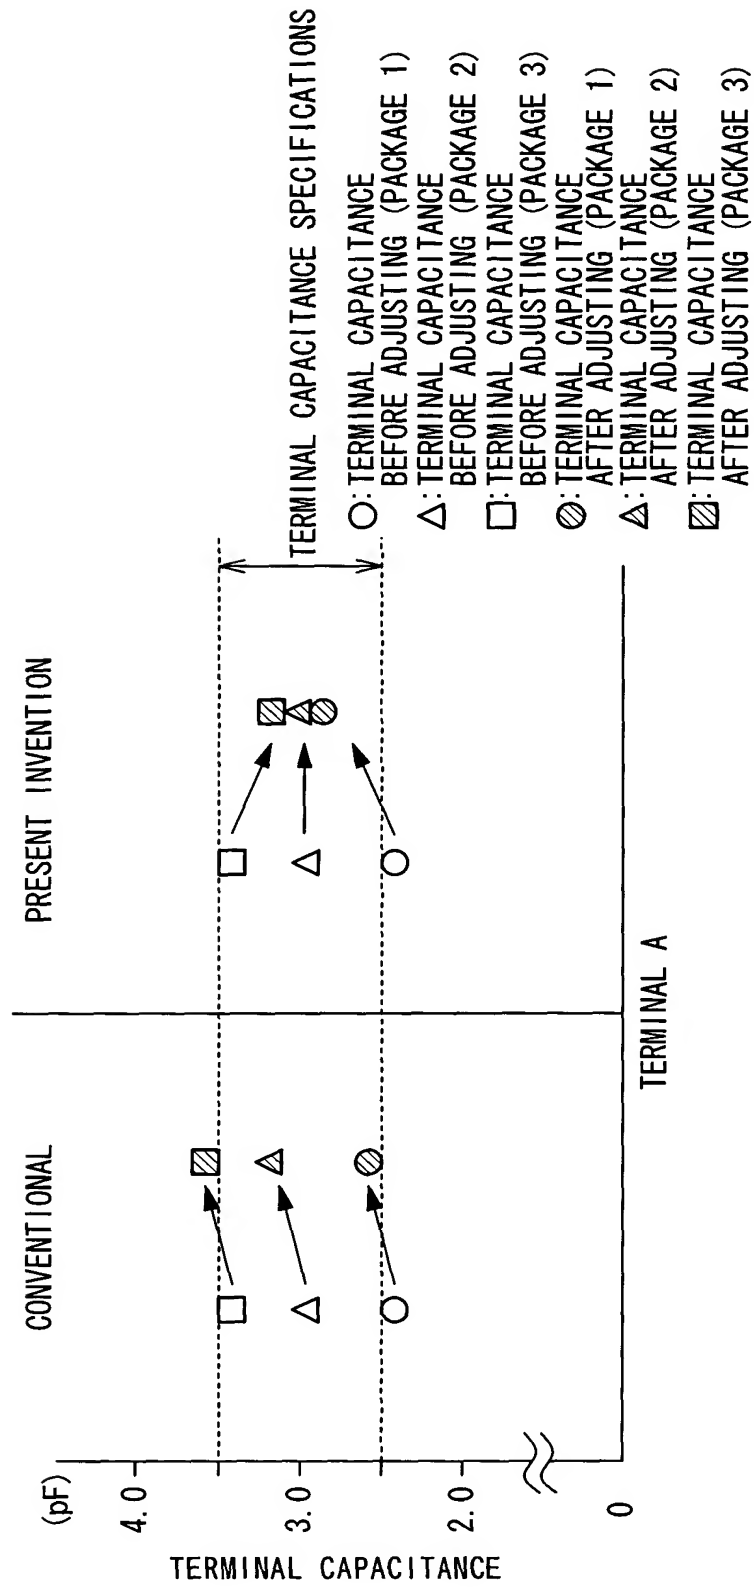 CONVENTIONAL
PRESENT INVENTION
(pF)
4.0
3.0
2.0
0
TERMINAL CAPACITANCE
TERMINAL A
TERMINAL CAPACITANCE SPECIFICATIONS
○:TERMINAL CAPACITANCE
BEFORE ADJUSTING (PACKAGE 1)
△:TERMINAL CAPACITANCE
BEFORE ADJUSTING (PACKAGE 2)
□:TERMINAL CAPACITANCE
BEFORE ADJUSTING (PACKAGE 3)
:TERMINAL CAPACITANCE
AFTER ADJUSTING (PACKAGE 1)
:TERMINAL CAPACITANCE
AFTER ADJUSTING (PACKAGE 2)
:TERMINAL CAPACITANCE
AFTER ADJUSTING (PACKAGE 3)